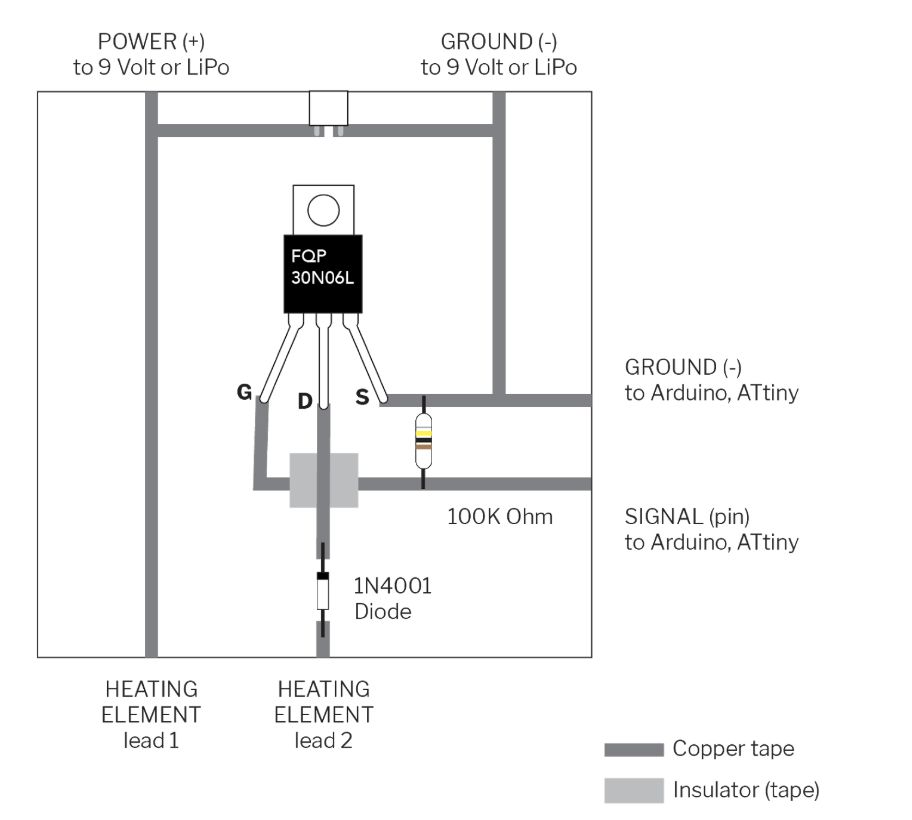 POWER (+)
to 9 Volt or LiPo
GROUND (-)
to 9 Volt or LiPo
FQP
30N06L
G
D
S
GROUND (-)
to Arduino, ATtiny
100K Ohm
SIGNAL (pin)
to Arduino, ATtiny
1N4001
Diode
HEATING
ELEMENT
lead 1
HEATING
ELEMENT
lead 2
Copper tape
Insulator (tape)